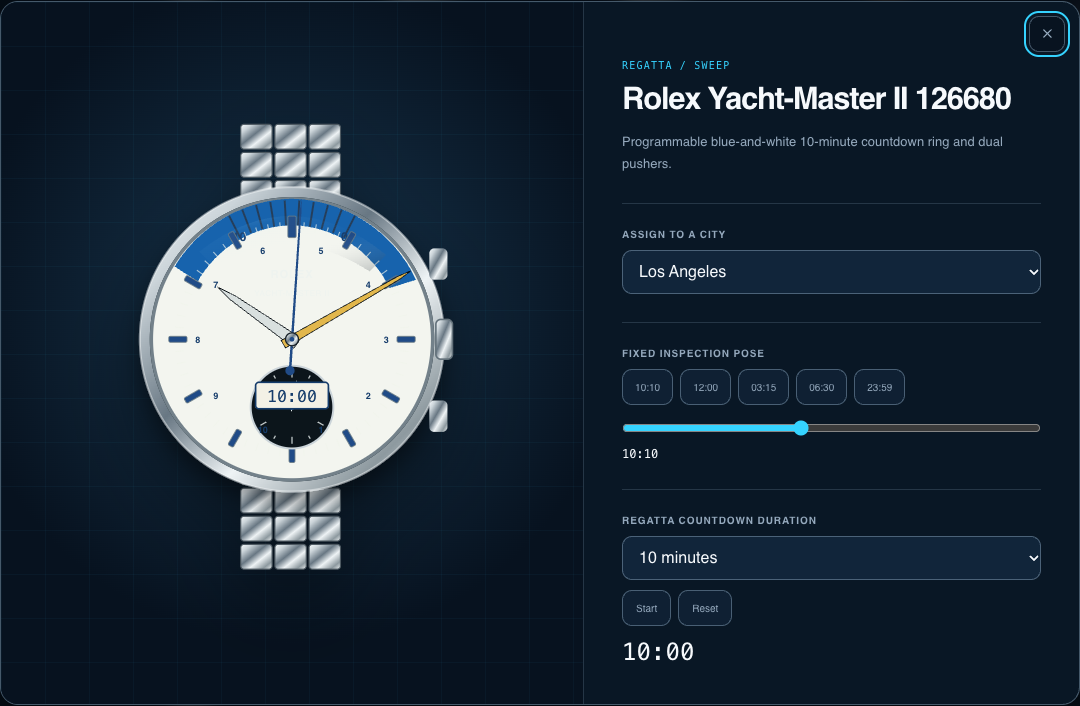 REGATTA / SWEEP
Rolex Yacht-Master II 126680
Programmable blue-and-white 10-minute countdown ring and dual
pushers.
ASSIGN TO A CITY
Los Angeles
FIXED INSPECTION POSE
10:10
12:00
03:15
06:30
23:59
10:10
REGATTA COUNTDOWN DURATION
10 minutes
Start
Reset
10:00
6
5
7
4
8
3
9
2
10:00